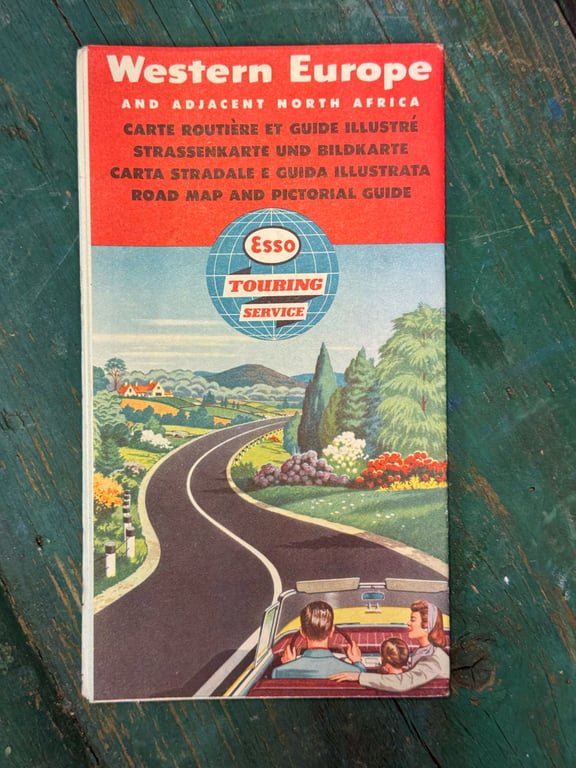 Western Europe
AND ADJACENT NORTH AFRICA
CARTE ROUTIÈRE ET GUIDE ILLUSTRÉ
STRASSENKARTE UND BILDKARTE
CARTA STRADALE E GUIDA ILLUSTRATA
ROAD MAP AND PICTORIAL GUIDE
Esso
TOURING
SERVICE